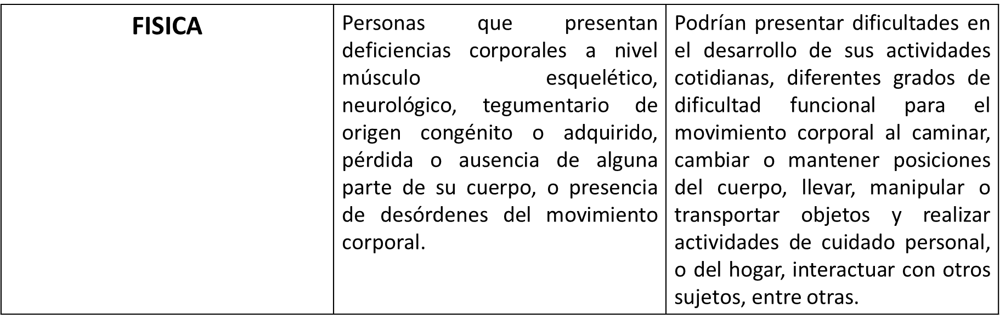 FISICA
Personas que presentan
deficiencias corporales a nivel
músculo esquelético,
neurológico, tegumentario de
origen congénito o adquirido,
pérdida o ausencia de alguna
parte de su cuerpo, o presencia
de desórdenes del movimiento
corporal.
Podrían presentar dificultades en
el desarrollo de sus actividades
cotidianas, diferentes grados de
dificultad funcional para el
movimiento corporal al caminar,
cambiar o mantener posiciones
del cuerpo, llevar, manipular o
transportar objetos y realizar
actividades de cuidado personal,
o del hogar, interactuar con otros
sujetos, entre otras.